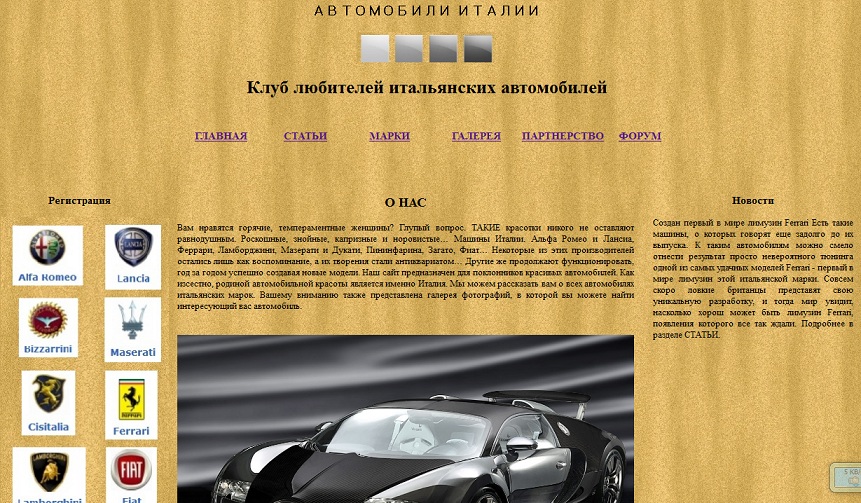 АВТОМОБИЛИ ИТАЛИИ
Клуб любителей итальянских автомобилей
ГЛАВНАЯ СТАТЬИ МАРКИ ГАЛЕРЕЯ ПАРТНЕРСТВО ФОРУМ
Регистрация
Alfa Romeo
LANCIA
Lancia
Bizzarrini
Maserati
Cisitalia
Ferrari
LAMBORGHINI
Lamborghini
FIAT
Fiat
О НАС
Вам нравятся горячие, темпераментные женщины? Глупый вопрос. ТАКИЕ красотки никого не оставляют
равнодушным. Роскошные, знойные, капризные и норовистые… Машины Италии. Альфа Ромео и Лансиа,
Феррари, Ламборджини, Мазерати и Дукати, Пининфарина, Загато, Фиат… Некоторые из этих производителей
остались лишь как воспоминание, а их творения стали антиквариатом… Другие же продолжают функционировать,
год за годом успешно создавая новые модели. Наш сайт предназначен для поклонников красивых автомобилей. Как
изсестно, родиной автомобильной красоты является именно Италия. Мы можем рассказать вам о всех автомобилях
итальянских марок. Вашему вниманию также представлена галерея фотографий, в которой вы можете найти
интересующий вас автомобиль.
Новости
Создан первый в мире лимузин Ferrari Есть такие
машины, о которых говорят еще задолго до их
выпуска. К таким автомобилям можно смело
отнести результат просто невероятного тюнинга
одной из самых удачных моделей Ferrari - первый в
мире лимузин этой итальянской марки. Совсем
скоро ловкие британцы представят свою
уникальную разработку, и тогда мир увидит,
насколько хорош может быть лимузин Ferrari,
появления которого все так ждали. Подробнее в
разделе СТАТЬИ.